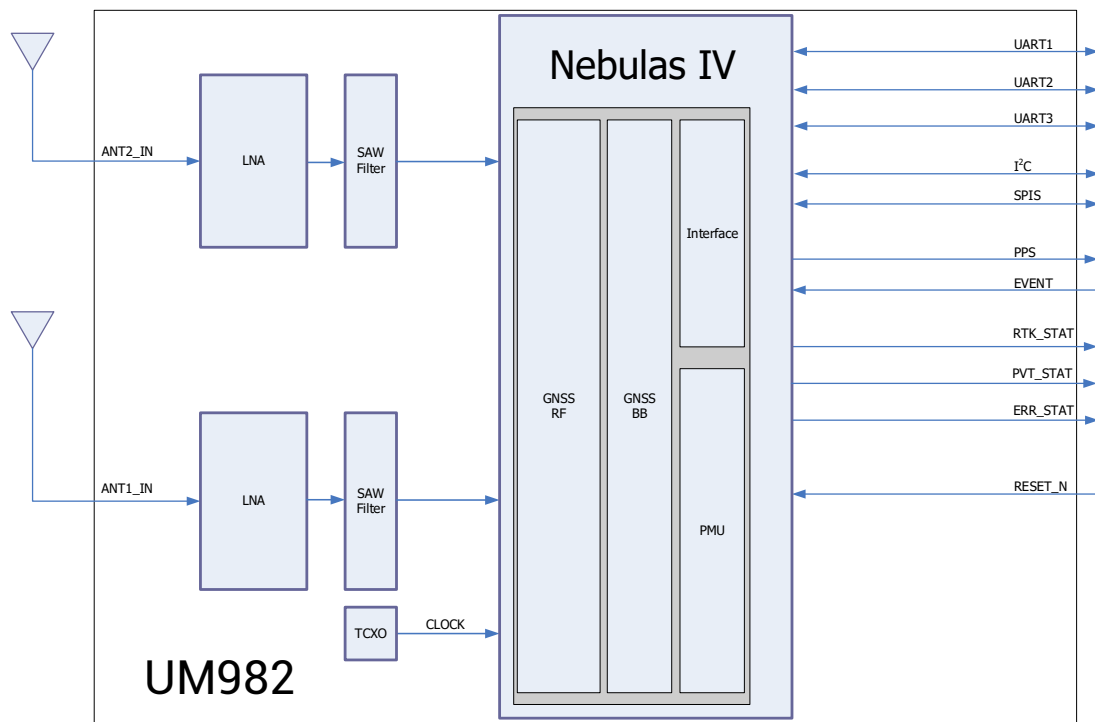 Nebulas IV
UART1
UART2
UART3
I²C
SPIS
PPS
EVENT
RTK_STAT
PVT_STAT
ERR_STAT
RESET_N
ANT2_IN
LNA
SAW
Filter
Interface
GNSS
RF
GNSS
BB
PMU
ANT1_IN
LNA
SAW
Filter
TCXO
CLOCK
UM982